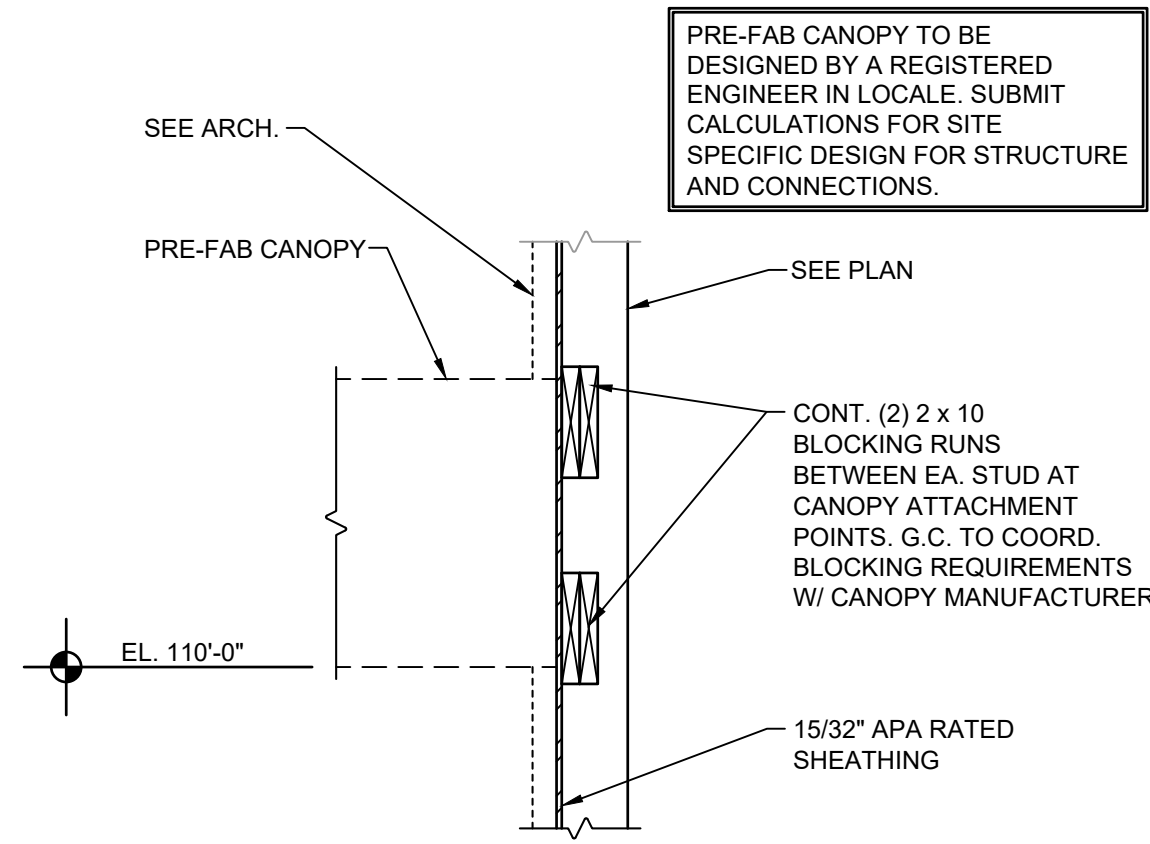 PRE-FAB CANOPY TO BE
DESIGNED BY A REGISTERED
ENGINEER IN LOCALE. SUBMIT
CALCULATIONS FOR SITE
SPECIFIC DESIGN FOR STRUCTURE
AND CONNECTIONS.
SEE ARCH.
PRE-FAB CANOPY
SEE PLAN
CONT. (2) 2 x 10
BLOCKING RUNS
BETWEEN EA. STUD AT
CANOPY ATTACHMENT
POINTS. G.C. TO COORD.
BLOCKING REQUIREMENTS
W/ CANOPY MANUFACTURER
EL. 110'-0"
15/32" APA RATED
SHEATHING